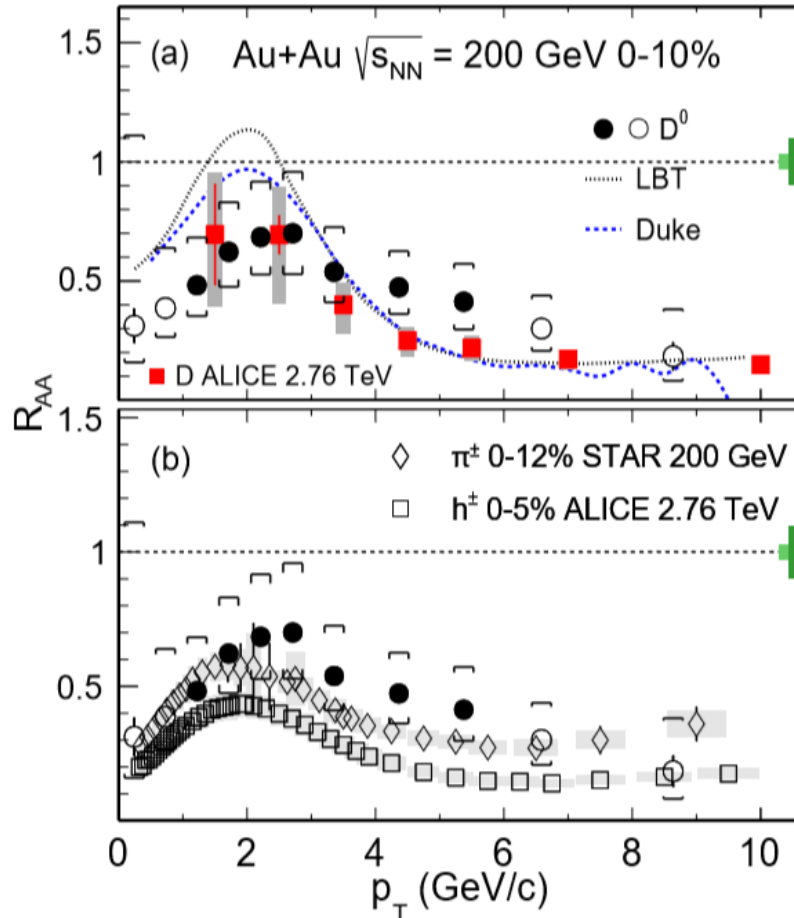 1.5
(a) Au+Au √sNN = 200 GeV 0-10%
D⁰
1
LBT
Duke
0.5
D ALICE 2.76 TeV
RAA
1.5
(b) π± 0-12% STAR 200 GeV
h± 0-5% ALICE 2.76 TeV
1
0.5
0 2 4 6 8 10
pT (GeV/c)